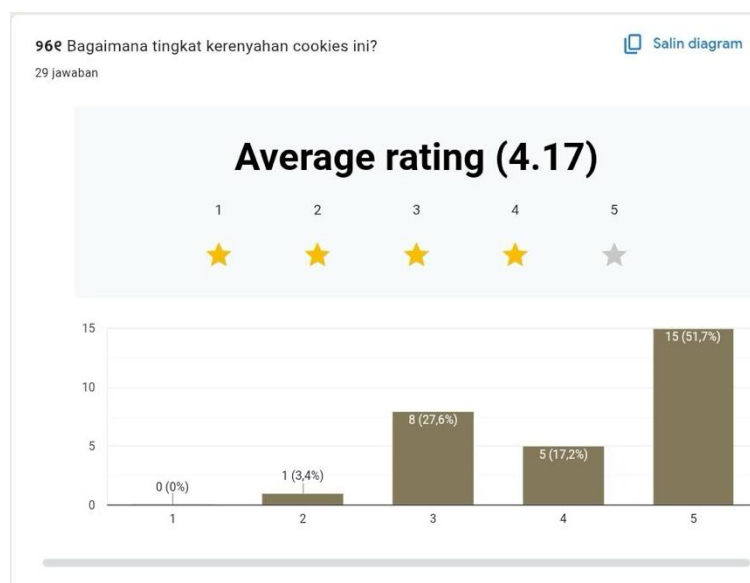 96e Bagaimana tingkat kerenyahan cookies ini?
Salin diagram
29 jawaban
Average rating (4.17)
1 2 3 4 5
15
10
5
0
0 (0%)
1 (3,4%)
8 (27,6%)
5 (17,2%)
15 (51,7%)
1 2 3 4 5